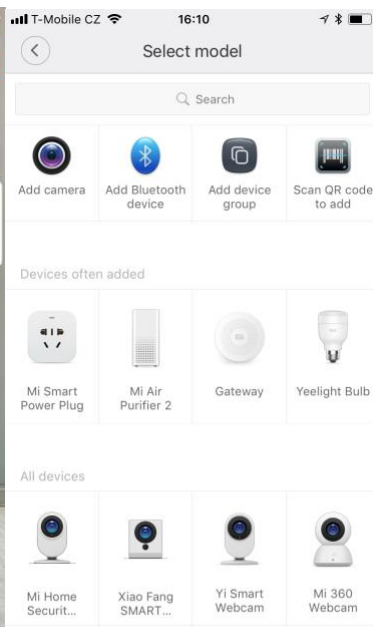 T-Mobile CZ 16:10
Select model
Search
Add camera
Add Bluetooth
device
Add device
group
Scan QR code
to add
Devices often added
Mi Smart
Power Plug
Mi Air
Purifier 2
Gateway
Yeelight Bulb
All devices
Mi Home
Securit...
Xiao Fang
SMART...
Yi Smart
Webcam
Mi 360
Webcam